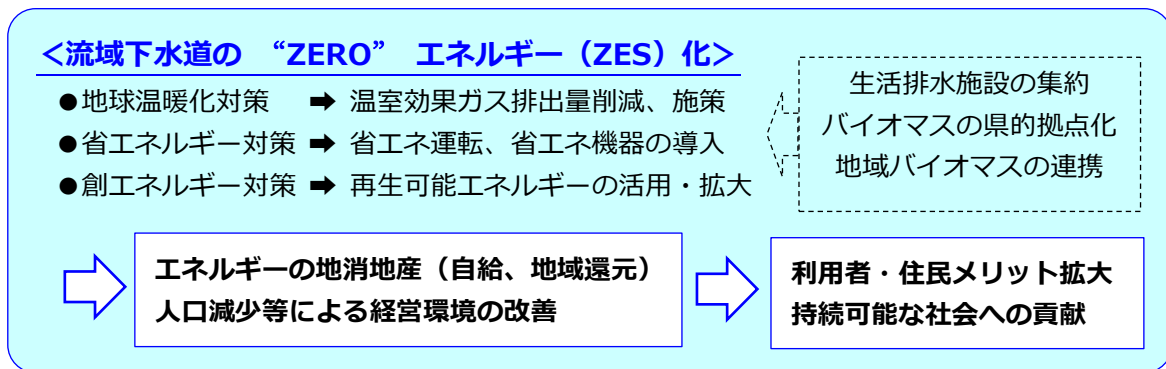 ＜流域下水道の “ZERO” エネルギー（ZES）化＞
●地球温暖化対策 ➡ 温室効果ガス排出量削減、施策
●省エネルギー対策 ➡ 省エネ運転、省エネ機器の導入
●創エネルギー対策 ➡ 再生可能エネルギーの活用・拡大
生活排水施設の集約
バイオマスの県的拠点化
地域バイオマスの連携
エネルギーの地消地産（自給、地域還元）
人口減少等による経営環境の改善
利用者・住民メリット拡大
持続可能な社会への貢献